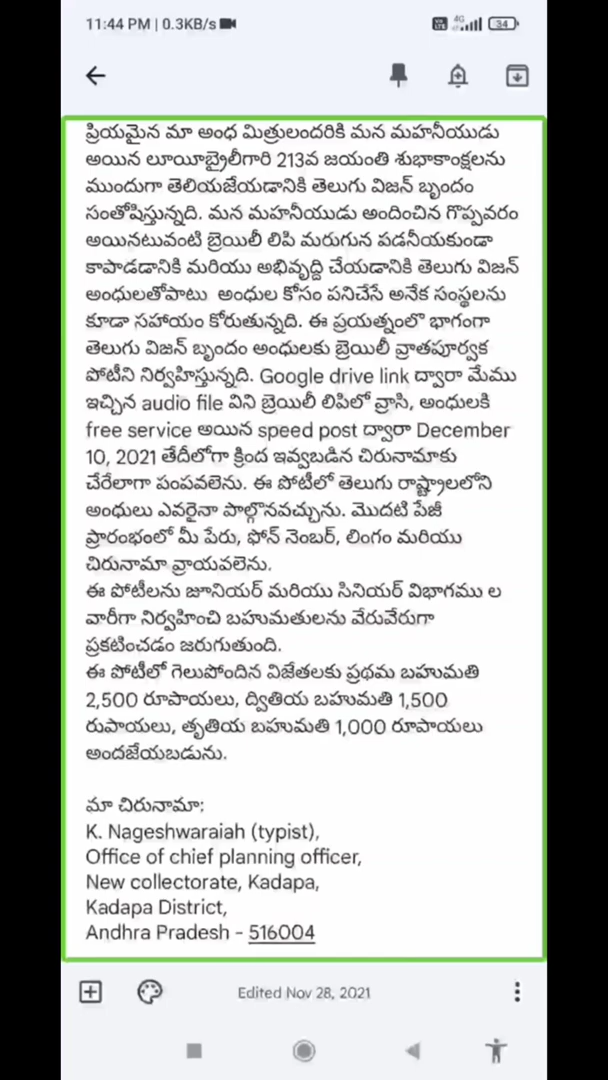 11:44 PM | 0.3KB/s
4G
34
ప్రియమైన మా అంధ మిత్రులందరికి మన మహనీయుడు
అయిన లూయీబ్రైలీగారి 213వ జయంతి శుభాకాంక్షలను
ముందుగా తెలియజేయడానికి తెలుగు విజన్ బృందం
సంతోషిస్తున్నది. మన మహనీయుడు అందించిన గొప్పవరం
అయినటువంటి బ్రెయిలీ లిపి మరుగున పడనీయకుండా
కాపాడడానికి మరియు అభివృద్ది చేయడానికి తెలుగు విజన్
అంధులతోపాటు అంధుల కోసం పనిచేసే అనేక సంస్థలను
కూడా సహాయం కోరుతున్నది. ఈ ప్రయత్నంలొ భాగంగా
తెలుగు విజన్ బృందం అంధులకు బ్రెయిలీ వ్రాతపూర్వక
పోటీని నిర్వహిస్తున్నది. Google drive link ద్వారా మేము
ఇచ్చిన audio file విని బ్రెయిలీ లిపిలో వ్రాసి, అంధులకి
free service అయిన speed post ద్వారా December
10, 2021 తేదీలోగా క్రింద ఇవ్వబడిన చిరునామాకు
చేరేలాగా పంపవలెను. ఈ పోటీలో తెలుగు రాష్ట్రాలలోని
అంధులు ఎవరైనా పాల్గొనవచ్చును. మొదటి పేజీ
ప్రారంభంలో మీ పేరు, ఫోన్ నెంబర్, లింగం మరియు
చిరునామా వ్రాయవలెను.
ఈ పోటీలను జూనియర్ మరియు సినియర్ విభాగము ల
వారీగా నిర్వహించి బహుమతులను వేరువేరుగా
ప్రకటించడం జరుగుతుంది.
ఈ పోటీలో గెలుపోందిన విజేతలకు ప్రథమ బహుమతి
2,500 రూపాయలు, ద్వితియ బహుమతి 1,500
రుపాయలు, తృతియ బహుమతి 1,000 రూపాయలు
అందజేయబడును.
మా చిరునామా:
K. Nageshwaraiah (typist),
Office of chief planning officer,
New collectorate, Kadapa,
Kadapa District,
Andhra Pradesh - 516004
Edited Nov 28, 2021